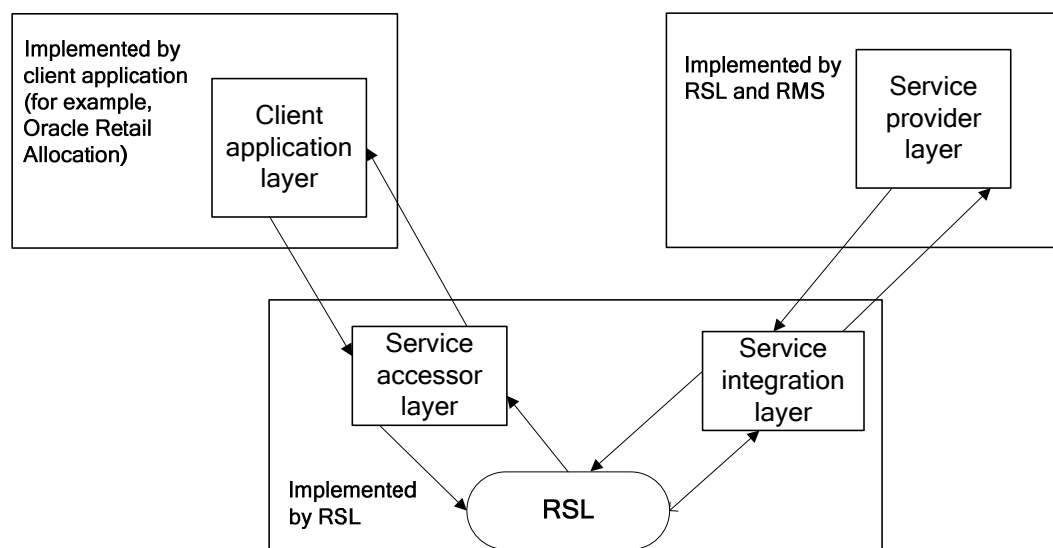 Implemented by
client application
(for example,
Oracle Retail
Allocation)
Client
application
layer
Implemented by
RSL and RMS
Service
provider
layer
Service
accessor
layer
Service
integration
layer
Implemented
by RSL
RSL